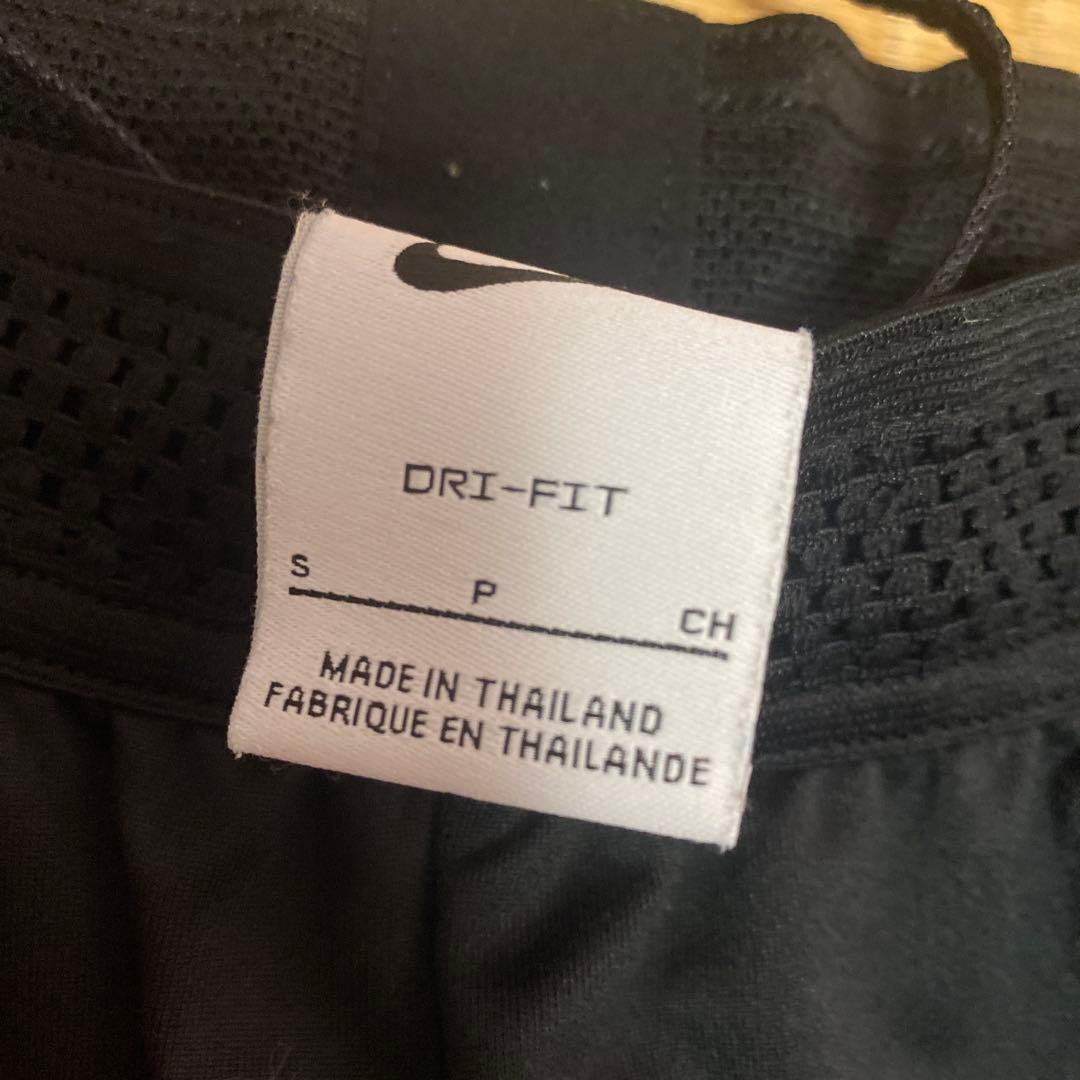 DRI-FIT
S P CH
MADE IN THAILAND
FABRIQUE EN THAILANDE